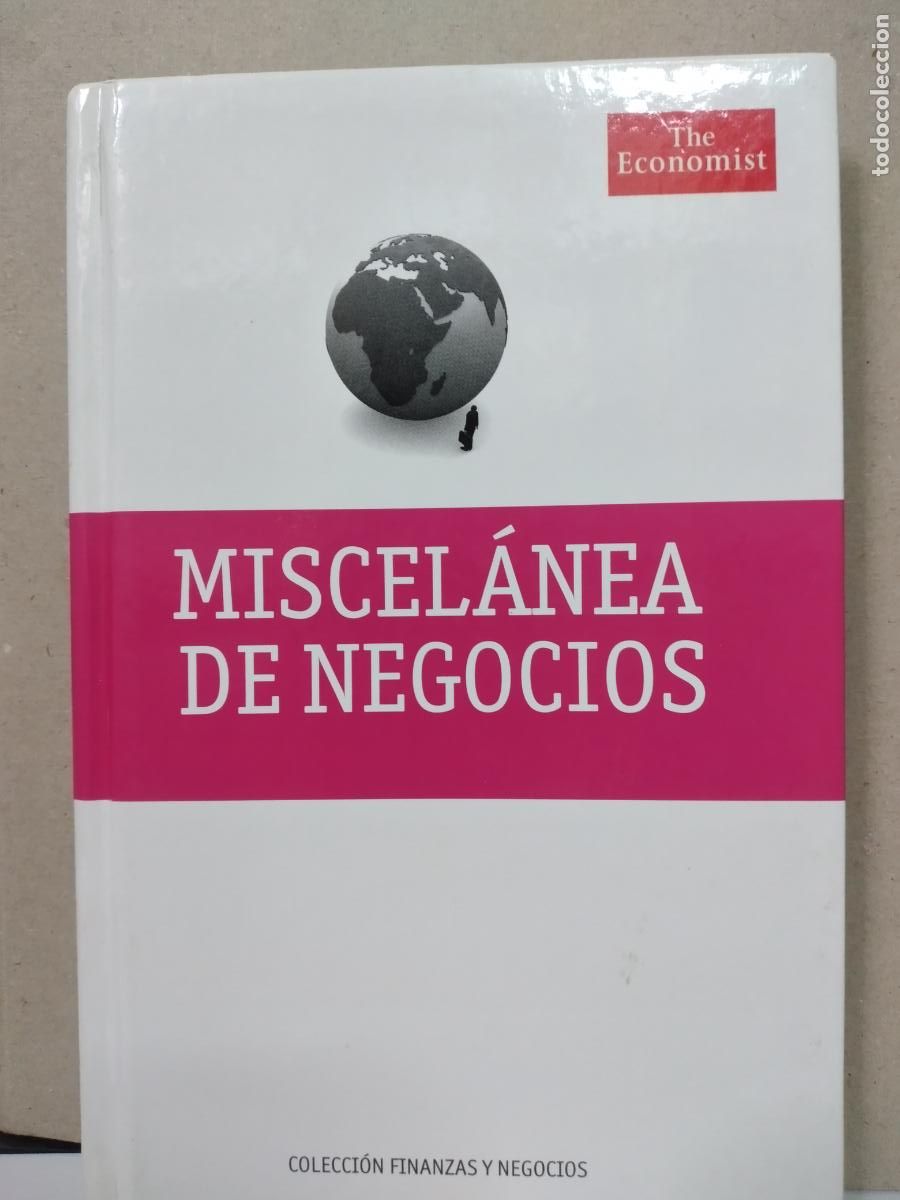 The
Economist
MISCELÁNEA
DE NEGOCIOS
COLECCIÓN FINANZAS Y NEGOCIOS
todocoleccion